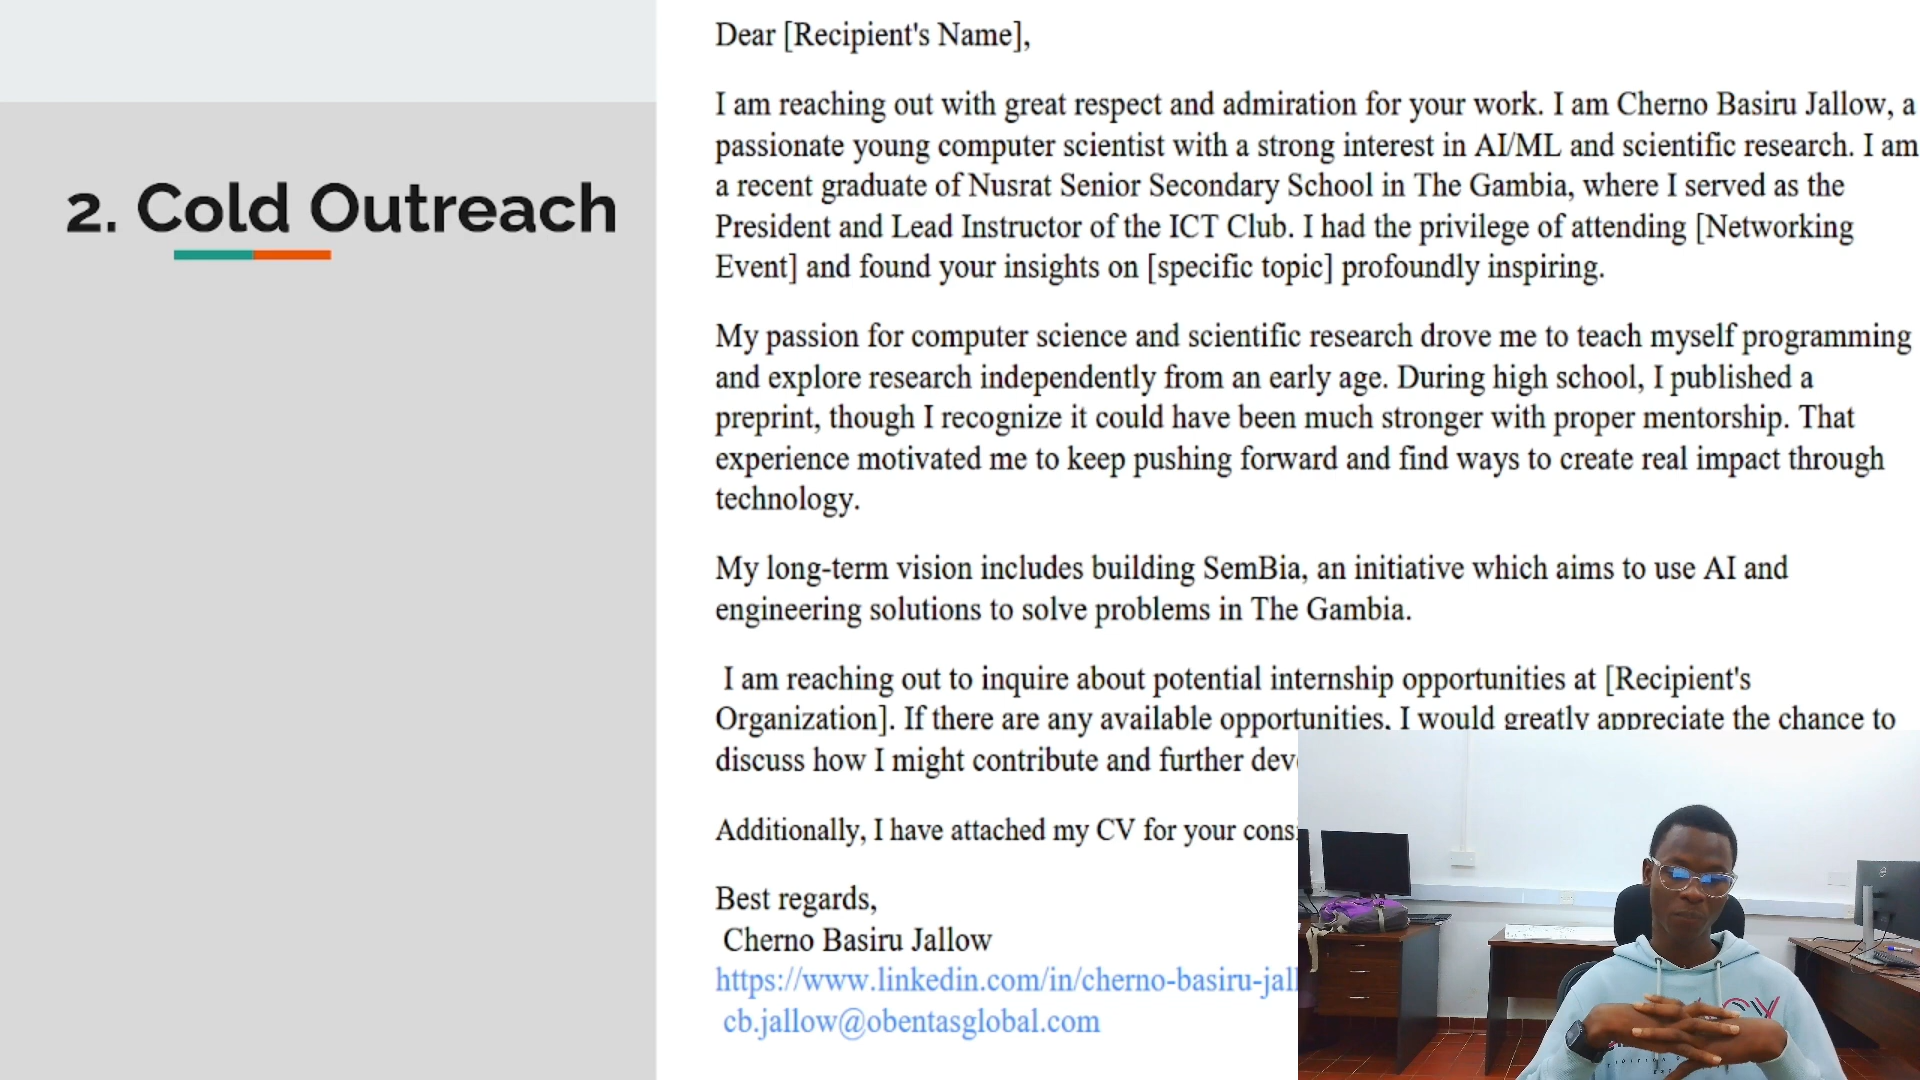 2. Cold Outreach
Dear [Recipient's Name],
I am reaching out with great respect and admiration for your work. I am Cherno Basiru Jallow, a
passionate young computer scientist with a strong interest in AI/ML and scientific research. I am
a recent graduate of Nusrat Senior Secondary School in The Gambia, where I served as the
President and Lead Instructor of the ICT Club. I had the privilege of attending [Networking
Event] and found your insights on [specific topic] profoundly inspiring.
My passion for computer science and scientific research drove me to teach myself programming
and explore research independently from an early age. During high school, I published a
preprint, though I recognize it could have been much stronger with proper mentorship. That
experience motivated me to keep pushing forward and find ways to create real impact through
technology.
My long-term vision includes building SemBia, an initiative which aims to use AI and
engineering solutions to solve problems in The Gambia.
I am reaching out to inquire about potential internship opportunities at [Recipient's
Organization]. If there are any available opportunities, I would greatly appreciate the chance to
discuss how I might contribute and further
Additionally, I have attached my CV for your
Best regards,
Cherno Basiru Jallow
https://www.linkedin.com/in/cherno-basiru-jal
cb.jallow@obentasglobal.com